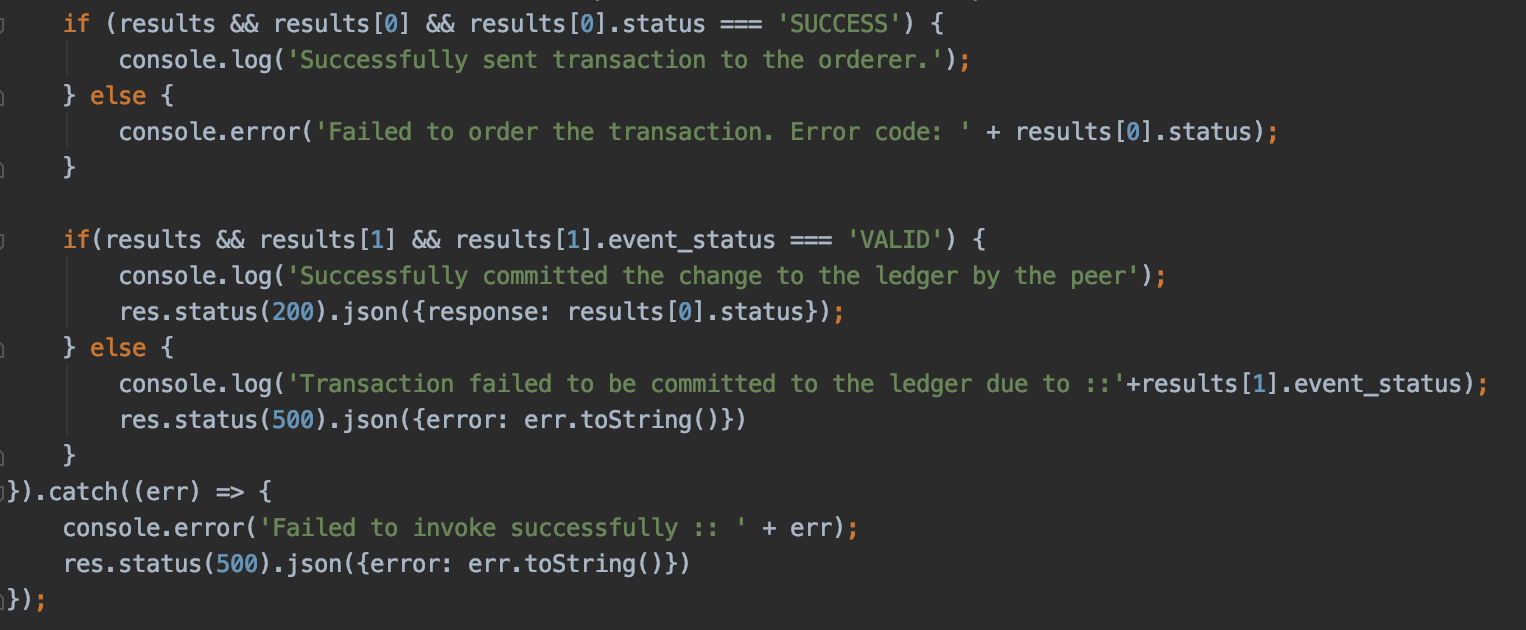 if (results && results[0] && results[0].status === 'SUCCESS') {
console.log('Successfully sent transaction to the orderer.');
} else {
console.error('Failed to order the transaction. Error code: ' + results[0].status);
}
if(results && results[1] && results[1].event_status === 'VALID') {
console.log('Successfully committed the change to the ledger by the peer');
res.status(200).json({response: results[0].status});
} else {
console.log('Transaction failed to be committed to the ledger due to ::'+results[1].event_status);
res.status(500).json({error: err.toString()})
}
}).catch((err) => {
console.error('Failed to invoke successfully :: ' + err);
res.status(500).json({error: err.toString()})
});